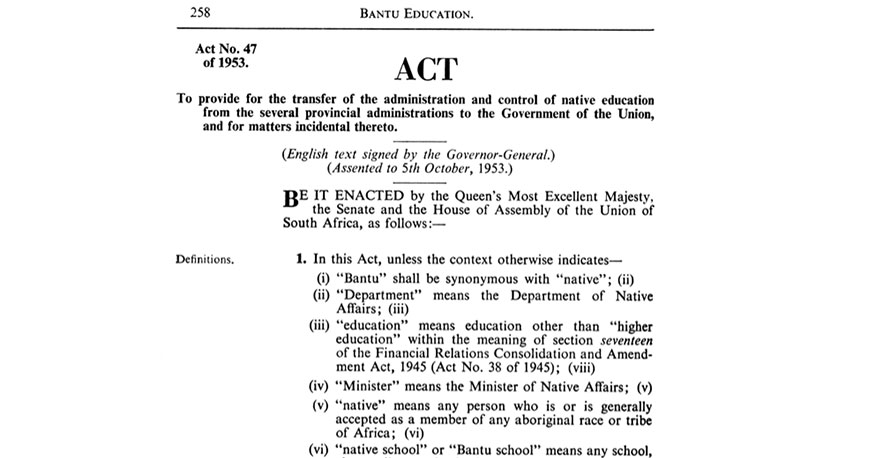 258
BANTU EDUCATION.
Act No. 47
of 1953.
ACT
To provide for the transfer of the administration and control of native education
from the several provincial administrations to the Government of the Union,
and for matters incidental thereto.
(English text signed by the Governor-General.)
(Assented to 5th October, 1953.)
BE IT ENACTED by the Queen's Most Excellent Majesty,
the Senate and the House of Assembly of the Union of
South Africa, as follows:—
Definitions.
1. In this Act, unless the context otherwise indicates—
(i) "Bantu" shall be synonymous with "native"; (ii)
(ii) "Department" means the Department of Native
Affairs; (iii)
(iii) "education" means education other than "higher
education" within the meaning of section seventeen
of the Financial Relations Consolidation and Amend-
ment Act, 1945 (Act No. 38 of 1945); (viii)
(iv) "Minister" means the Minister of Native Affairs; (v)
(v) "native" means any person who is or is generally
accepted as a member of any aboriginal race or tribe
of Africa; (vi)
(vi) "native school" or "Bantu school" means any school,